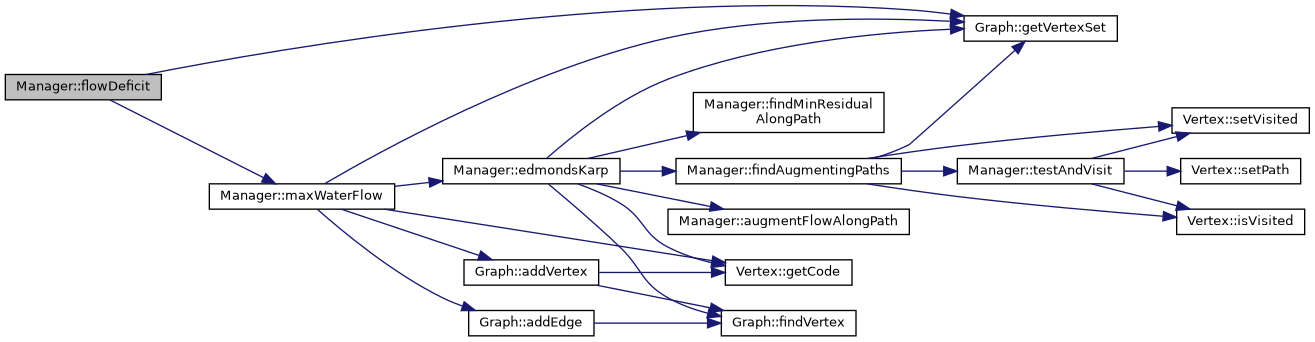 Manager::flowDeficit
Manager::maxWaterFlow
Manager::edmondsKarp
Graph::addVertex
Graph::addEdge
Graph::getVertexSet
Manager::findMinResidual
AlongPath
Manager::findAugmentingPaths
Manager::augmentFlowAlongPath
Vertex::getCode
Graph::findVertex
Manager::testAndVisit
Vertex::setVisited
Vertex::setPath
Vertex::isVisited